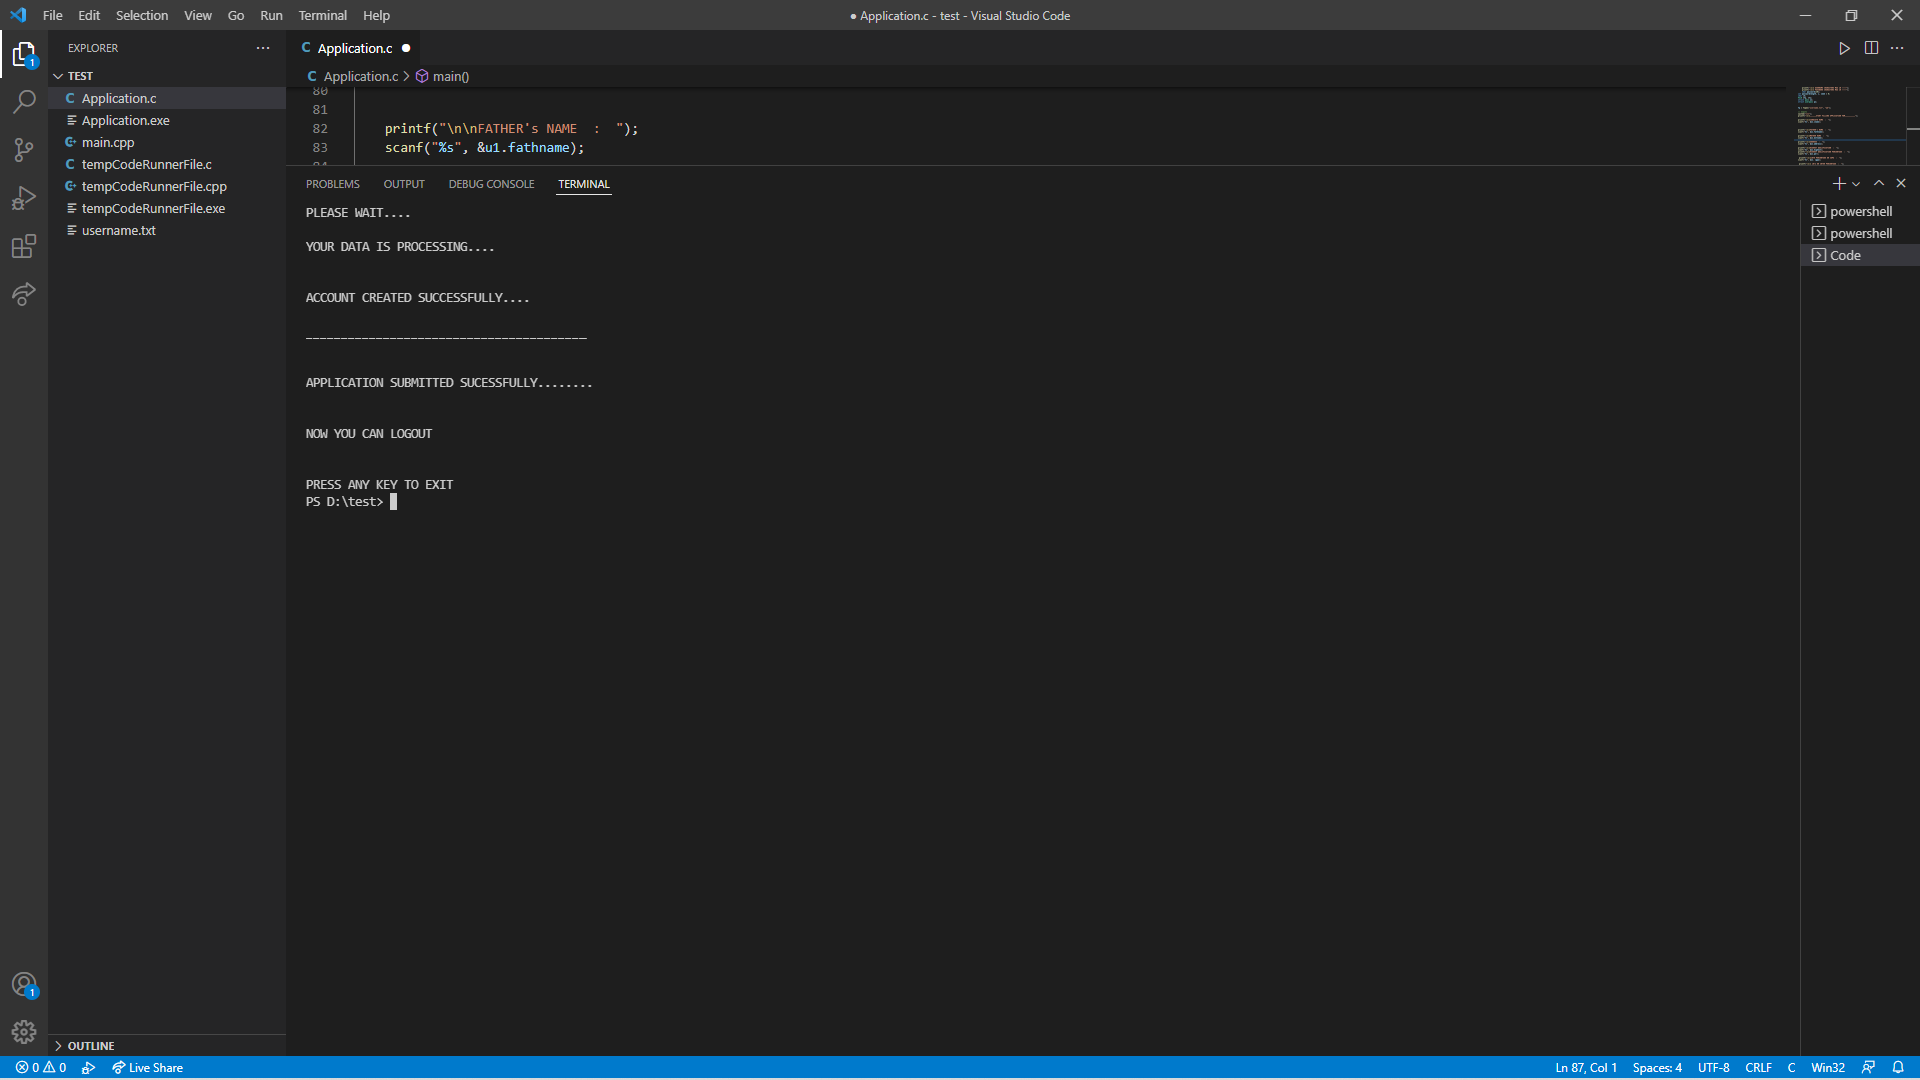 File Edit Selection View Go Run Terminal Help
● Application.c - test - Visual Studio Code
EXPLORER
TEST
Application.c
Application.exe
main.cpp
tempCodeRunnerFile.c
tempCodeRunnerFile.cpp
tempCodeRunnerFile.exe
username.txt
OUTLINE
C Application.c ●
C Application.c > main()
80
81
82 printf("\n\nFATHER's NAME  :  ");
83 scanf("%s", &u1.fathname);
84
PROBLEMS OUTPUT DEBUG CONSOLE TERMINAL
PLEASE WAIT....
YOUR DATA IS PROCESSING....
ACCOUNT CREATED SUCCESSFULLY....
________________________________________
APPLICATION SUBMITTED SUCESSFULLY........
NOW YOU CAN LOGOUT
PRESS ANY KEY TO EXIT
PS D:\test>
powershell
powershell
Code
1
1
0 0 Live Share
Ln 87, Col 1 Spaces: 4 UTF-8 CRLF C Win32